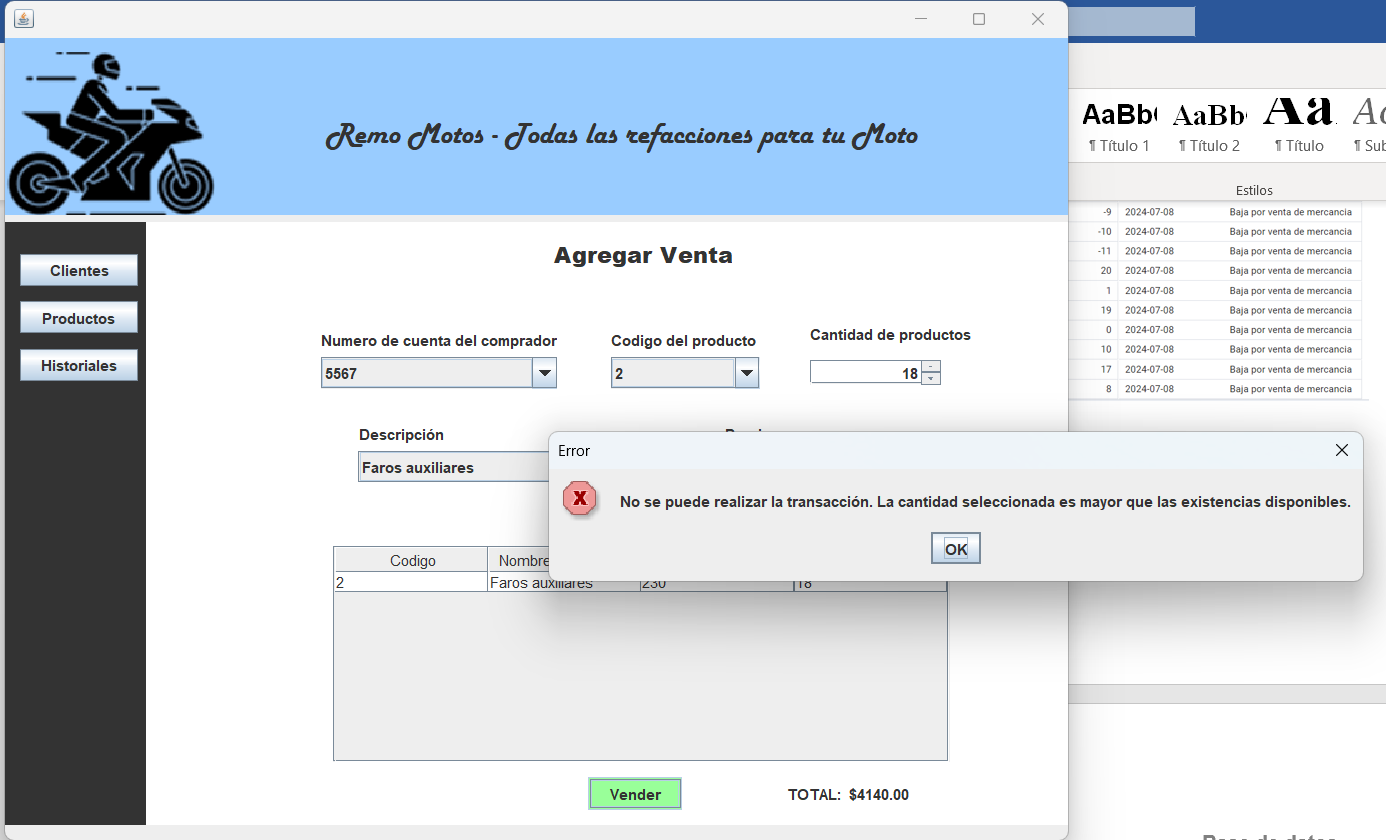 Remo Motos - Todas las refacciones para tu Moto
AaBb AaBb Aa
¶ Título 1 ¶ Título 2 ¶ Título ¶ Sub
Estilos
-9 2024-07-08 Baja por venta de mercancia
-10 2024-07-08 Baja por venta de mercancia
-11 2024-07-08 Baja por venta de mercancia
20 2024-07-08 Baja por venta de mercancia
1 2024-07-08 Baja por venta de mercancia
19 2024-07-08 Baja por venta de mercancia
0 2024-07-08 Baja por venta de mercancia
10 2024-07-08 Baja por venta de mercancia
17 2024-07-08 Baja por venta de mercancia
8 2024-07-08 Baja por venta de mercancia
Clientes
Productos
Historiales
Agregar Venta
Numero de cuenta del comprador
5567
Codigo del producto
2
Cantidad de productos
18
Descripción
Faros auxiliares
Error
No se puede realizar la transacción. La cantidad seleccionada es mayor que las existencias disponibles.
OK
Codigo Nombre
2 Faros auxiliares 230 18
Vender
TOTAL: $4140.00